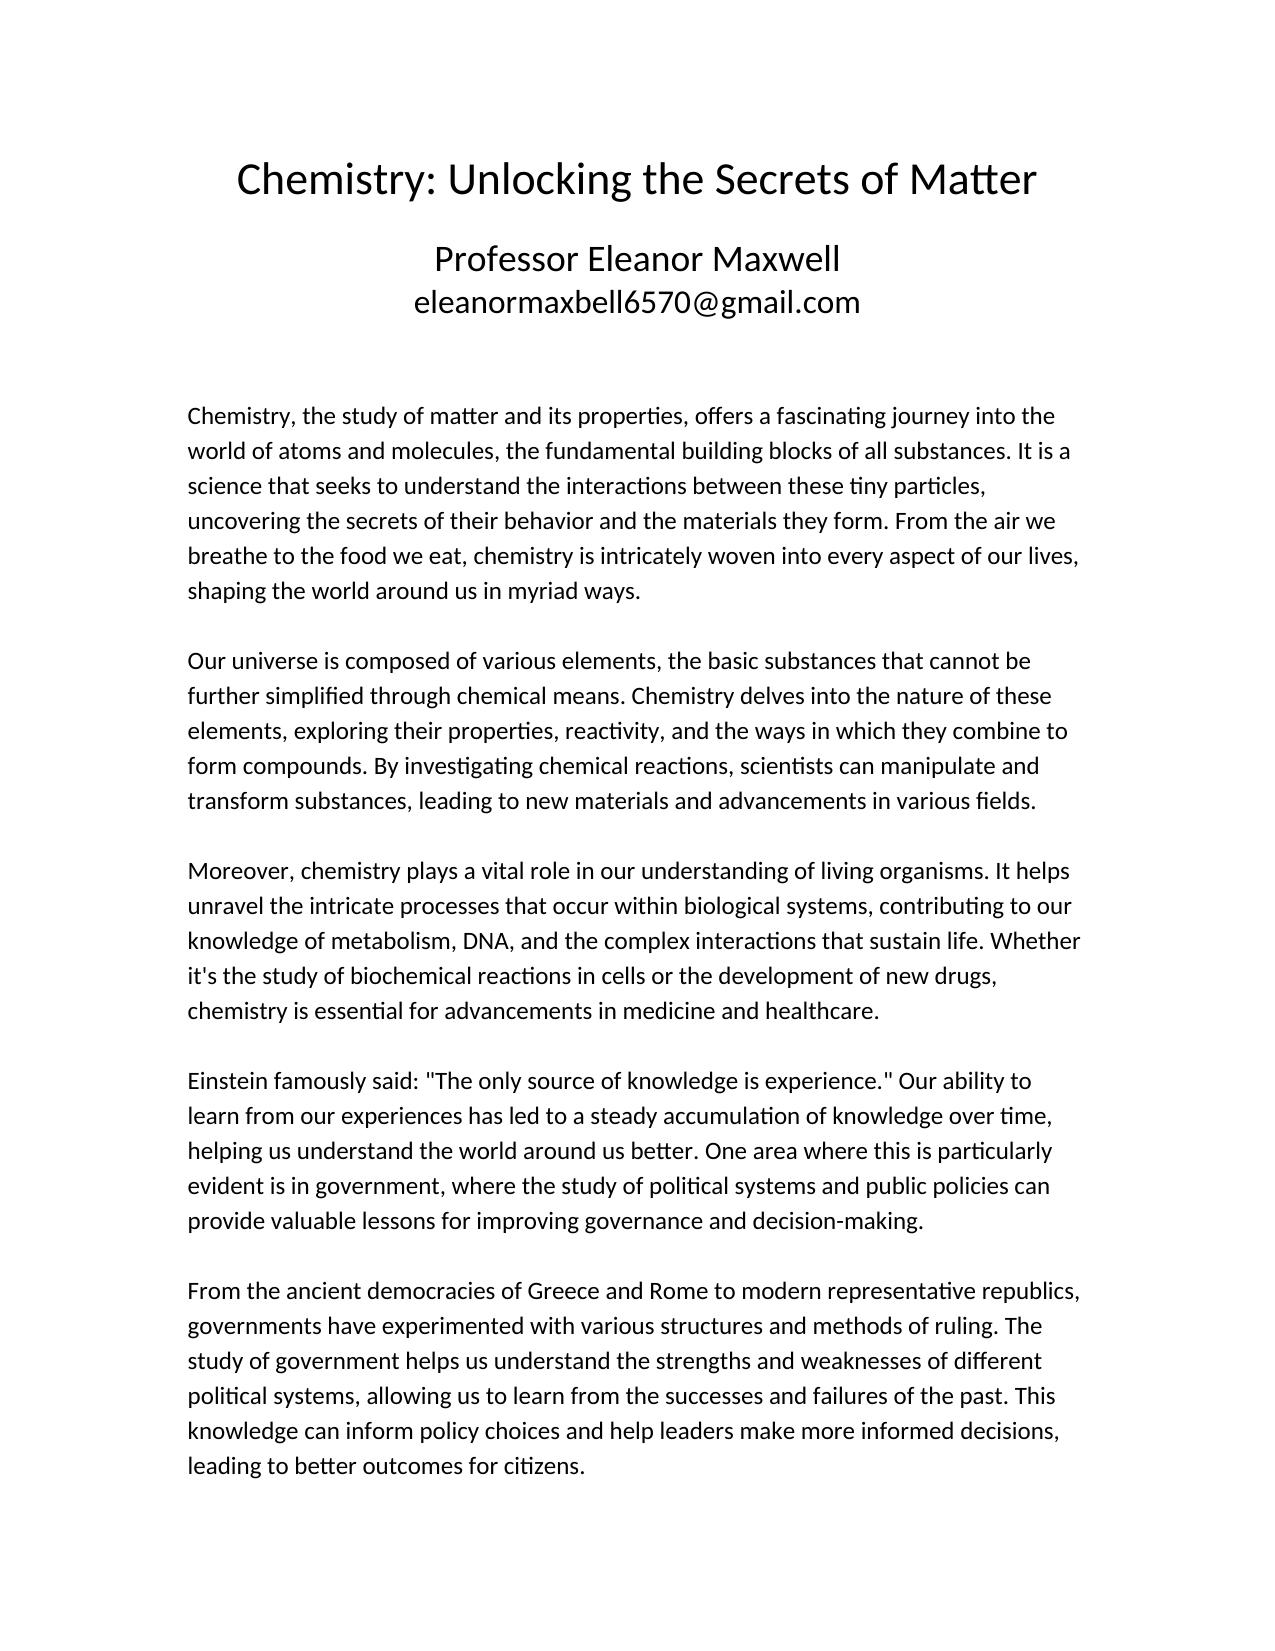 Chemistry: Unlocking the Secrets of Matter
Professor Eleanor Maxwell
eleanormaxbell6570@gmail.com
Chemistry, the study of matter and its properties, offers a fascinating journey into the
world of atoms and molecules, the fundamental building blocks of all substances. It is a
science that seeks to understand the interactions between these tiny particles,
uncovering the secrets of their behavior and the materials they form. From the air we
breathe to the food we eat, chemistry is intricately woven into every aspect of our lives,
shaping the world around us in myriad ways.
Our universe is composed of various elements, the basic substances that cannot be
further simplified through chemical means. Chemistry delves into the nature of these
elements, exploring their properties, reactivity, and the ways in which they combine to
form compounds. By investigating chemical reactions, scientists can manipulate and
transform substances, leading to new materials and advancements in various fields.
Moreover, chemistry plays a vital role in our understanding of living organisms. It helps
unravel the intricate processes that occur within biological systems, contributing to our
knowledge of metabolism, DNA, and the complex interactions that sustain life. Whether
it's the study of biochemical reactions in cells or the development of new drugs,
chemistry is essential for advancements in medicine and healthcare.
Einstein famously said: "The only source of knowledge is experience." Our ability to
learn from our experiences has led to a steady accumulation of knowledge over time,
helping us understand the world around us better. One area where this is particularly
evident is in government, where the study of political systems and public policies can
provide valuable lessons for improving governance and decision-making.
From the ancient democracies of Greece and Rome to modern representative republics,
governments have experimented with various structures and methods of ruling. The
study of government helps us understand the strengths and weaknesses of different
political systems, allowing us to learn from the successes and failures of the past. This
knowledge can inform policy choices and help leaders make more informed decisions,
leading to better outcomes for citizens.